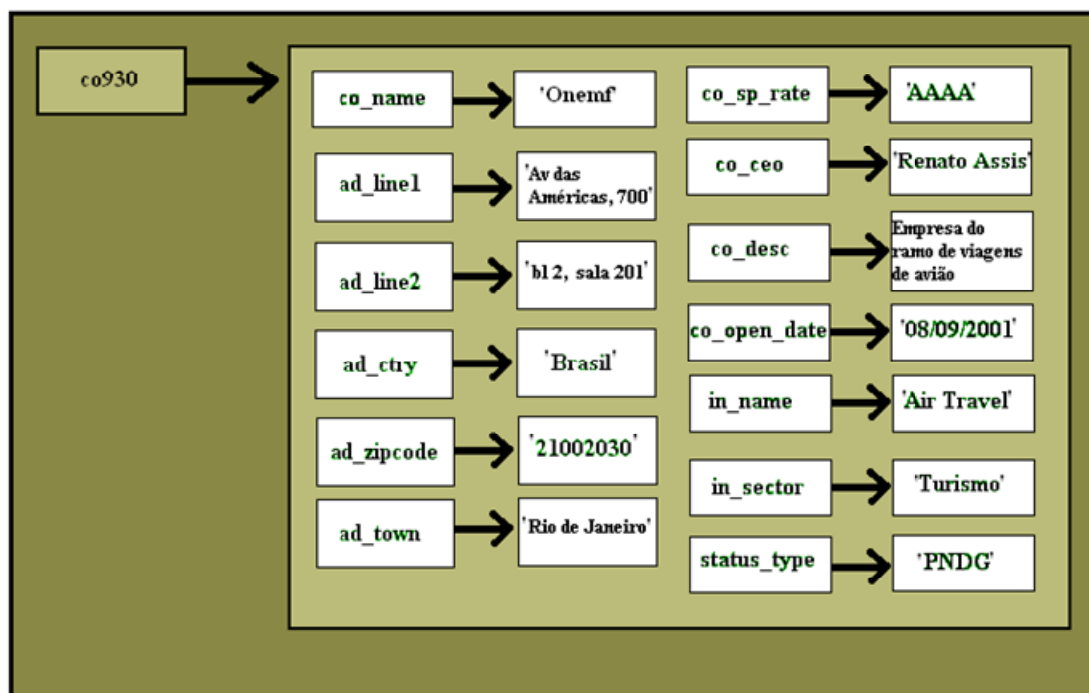 co930
co_name
'Onemf'
ad_line1
'Av das
Américas, 700'
ad_line2
'bl 2, sala 201'
ad_ctry
'Brasil'
ad_zipcode
'21002030'
ad_town
'Rio de Janeiro'
co_sp_rate
'AAAA'
co_ceo
'Renato Assis'
co_desc
Empresa do
ramo de viagens
de avião
co_open_date
'08/09/2001'
in_name
'Air Travel'
in_sector
'Turismo'
status_type
'PNDG'